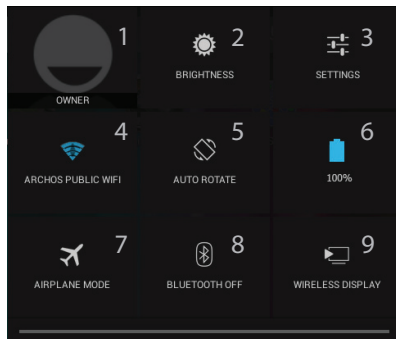 1
2
3
OWNER
BRIGHTNESS
SETTINGS
4
5
6
ARCHOS PUBLIC WIFI
AUTO ROTATE
100%
7
8
9
AIRPLANE MODE
BLUETOOTH OFF
WIRELESS DISPLAY